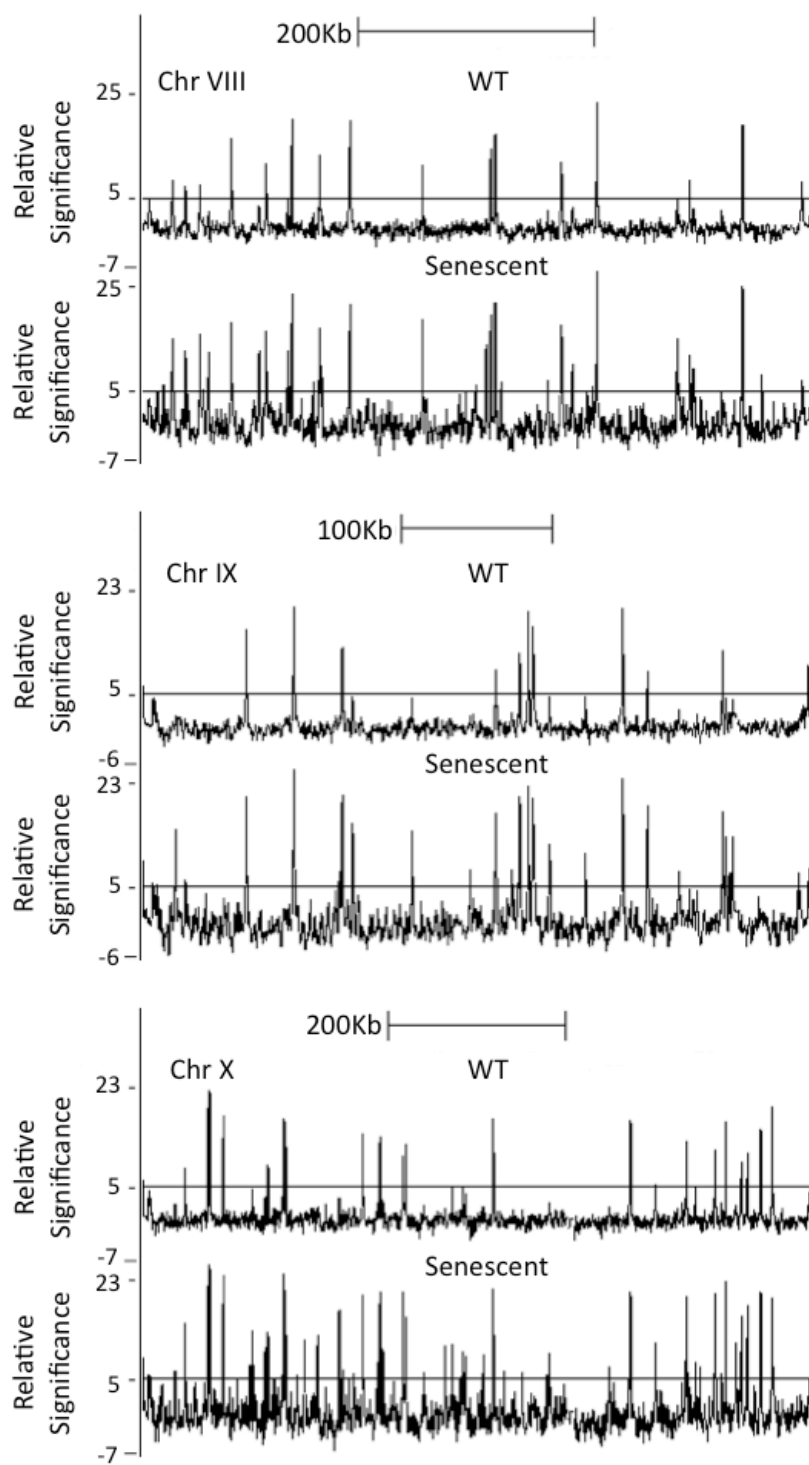 200Kb
Chr VIII WT
25
Relative Significance
5
-7
Senescent
25
Relative Significance
5
-7
100Kb
Chr IX WT
23
Relative Significance
5
-6
Senescent
23
Relative Significance
5
-6
200Kb
Chr X WT
23
Relative Significance
5
-7
Senescent
23
Relative Significance
5
-7